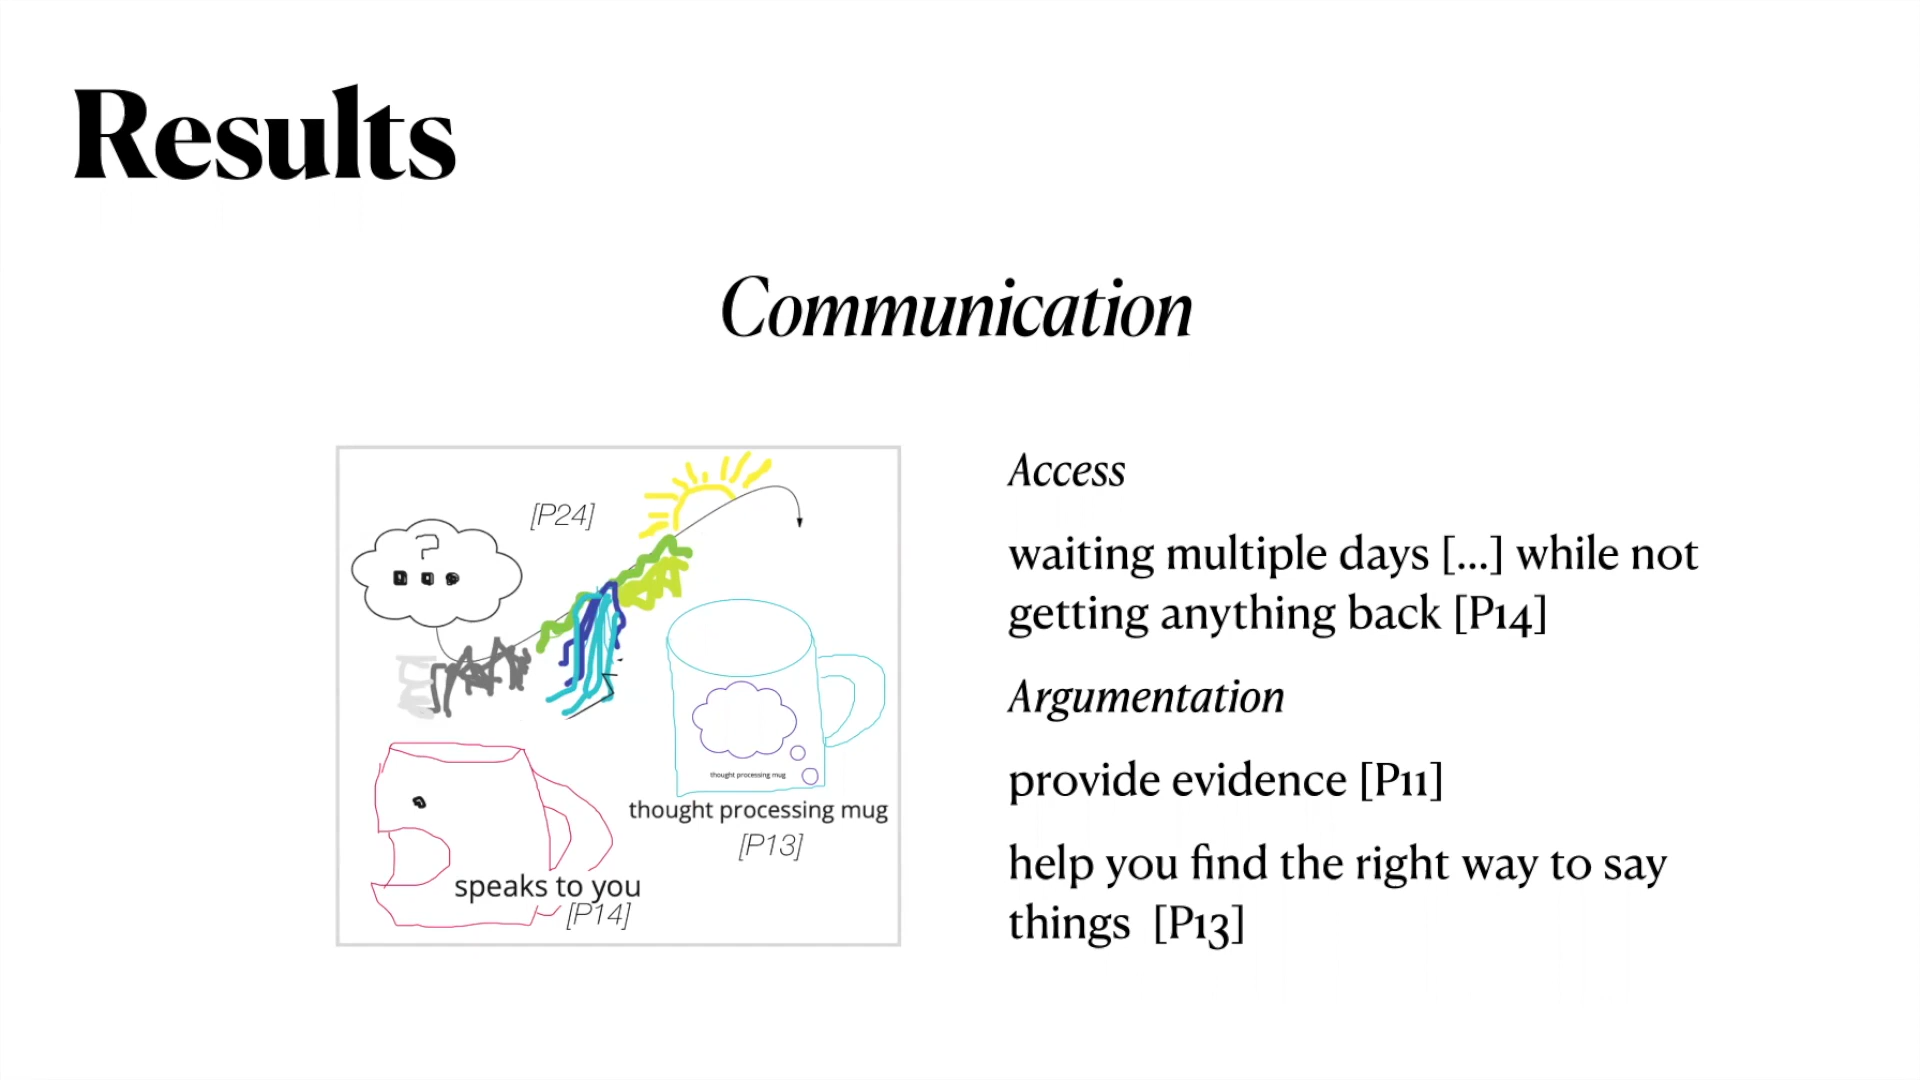 Results
Communication
[P24]
?
thought processing mug
thought processing mug
[P13]
speaks to you
[P14]
Access
waiting multiple days [...] while not
getting anything back [P14]
Argumentation
provide evidence [P11]
help you find the right way to say
things [P13]